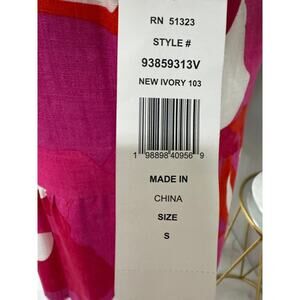 RN 51323
STYLE #
93859313V
NEW IVORY 103
1 98898 40956 9
MADE IN
CHINA
SIZE
S